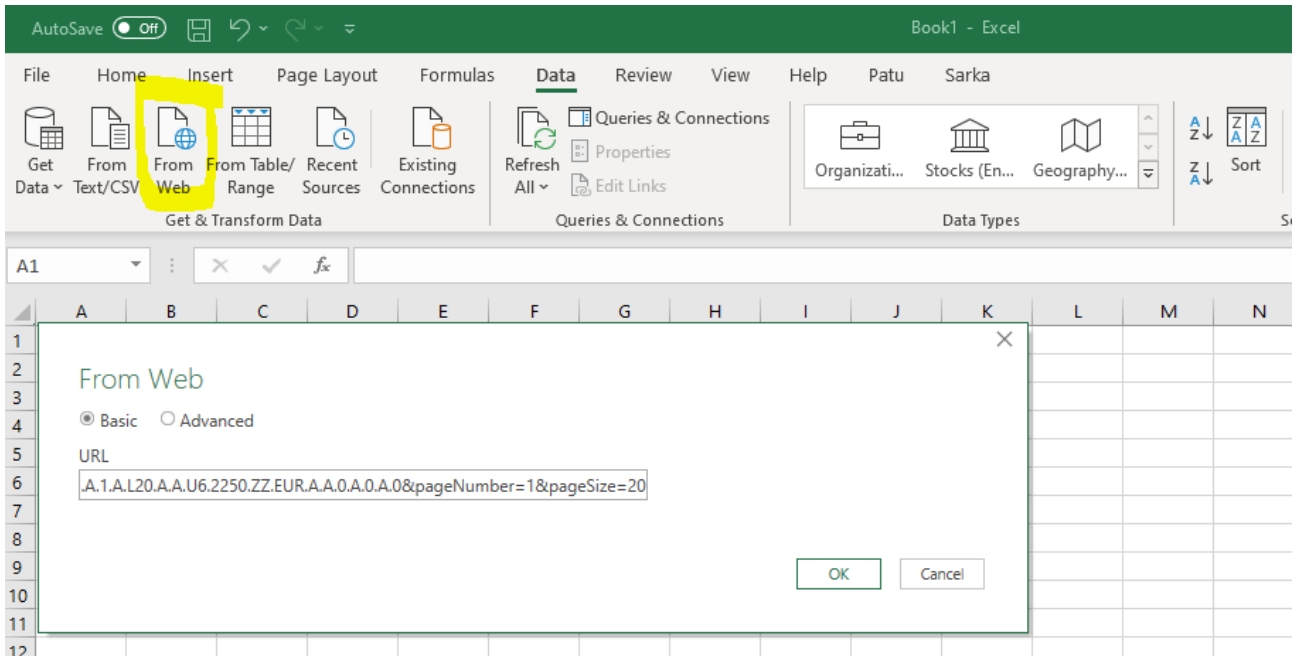 AutoSave Off Book1 - Excel
File Home Insert Page Layout Formulas Data Review View Help Patu Sarka
Get Data
From Text/CSV
From Web
From Table/ Range
Recent Sources
Existing Connections
Get & Transform Data
Refresh All
Queries & Connections
Properties
Edit Links
Queries & Connections
Organizati...
Stocks (En...
Geography...
Data Types
A Z
Z A
Z A A Z
Sort
A1 fx
A B C D E F G H I J K L M N
1
2
3
4
5
6
7
8
9
10
11
12
From Web
Basic Advanced
URL
.A.1.A.L20.A.A.U6.2250.ZZ.EUR.A.A.0.A.0.A.0&pageNumber=1&pageSize=20
OK Cancel